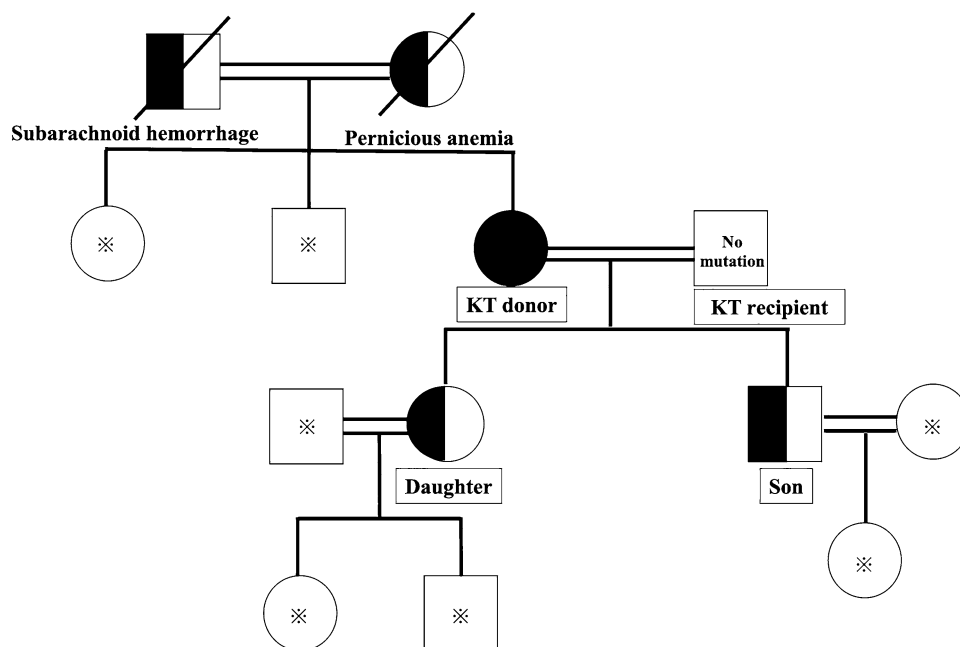 Subarachnoid hemorrhage
Pernicious anemia
※
※
No
mutation
KT donor
KT recipient
※
※
Daughter
Son
※
※
※